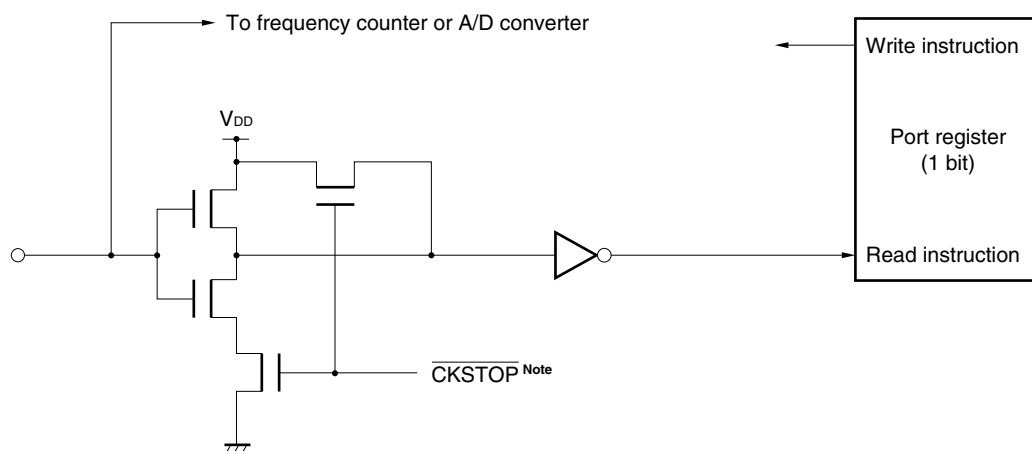 To frequency counter or A/D converter
Write instruction
VDD
Port register
(1 bit)
Read instruction
CKSTOP Note